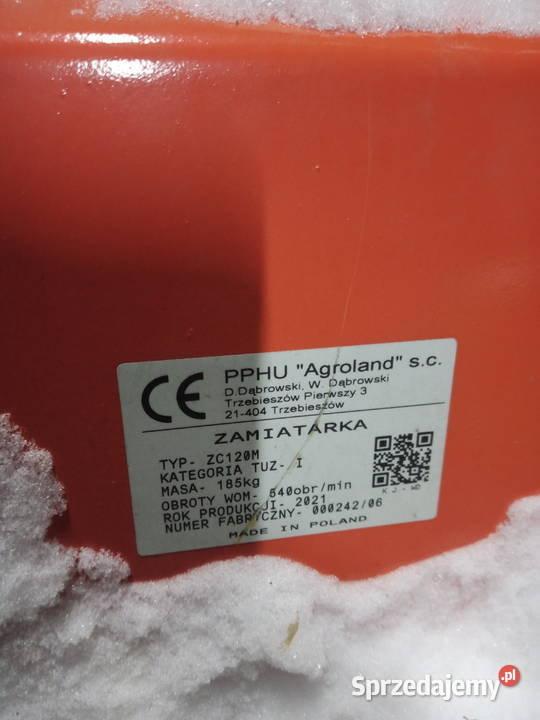 CE
PPHU "Agroland" s.c.
D.Dąbrowski, W. Dąbrowski
Trzebieszów Pierwszy 3
21-404 Trzebieszów
ZAMIATARKA
TYP- ZC120M
KATEGORIA TUZ- I
MASA- 185kg
OBROTY WOM- 540obr/min
ROK PRODUKCJI- 2021
NUMER FABRYCZNY- 000242/06
K.J.- WD
MADE IN POLAND
Sprzedajemy.pl